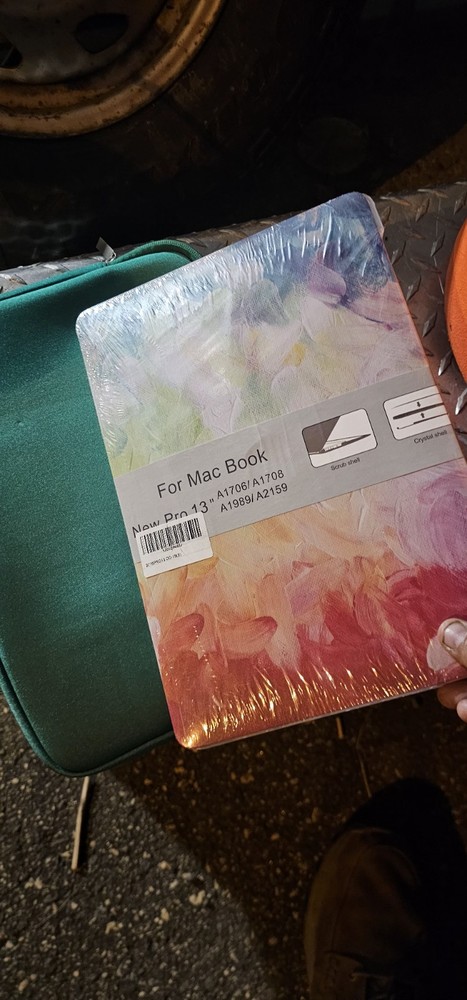 For Mac Book
New Pro 13" A1706/ A1708
A1989/ A2159
Scrub shell
Crystal shell